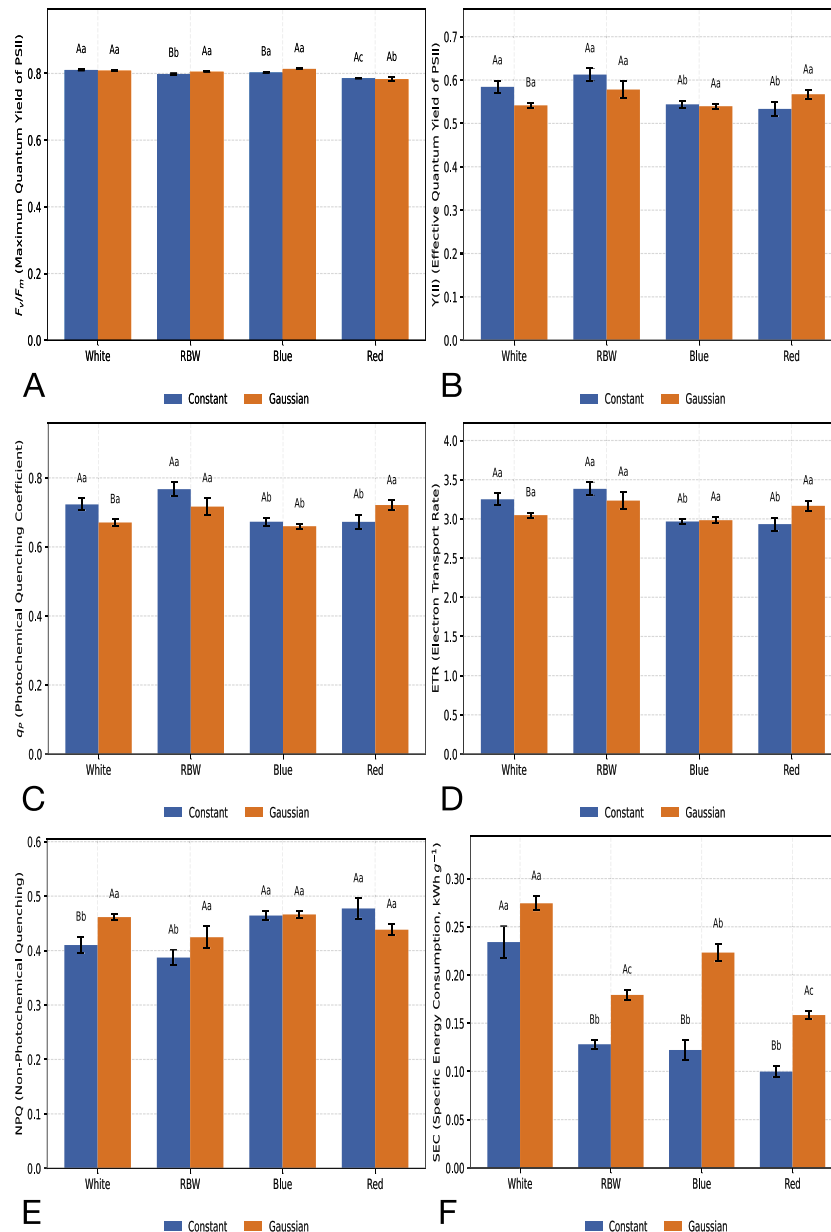 Fv/Fm (Maximum Quantum Yield of PSII)
0.8
0.6
0.4
0.2
0.0
Aa Aa Bb Aa Ba Aa Ac Ab
White RBW Blue Red
A
Constant Gaussian
Y(II) (Effective Quantum Yield of PSII)
0.7
0.6
0.5
0.4
0.3
0.2
0.1
0.0
Aa Ba Aa Aa Ab Aa Ab Aa
White RBW Blue Red
B
Constant Gaussian
qP (Photochemical Quenching Coefficient)
0.8
0.6
0.4
0.2
0.0
Aa Ba Aa Aa Ab Ab Ab Aa
White RBW Blue Red
C
Constant Gaussian
ETR (Electron Transport Rate)
4.0
3.5
3.0
2.5
2.0
1.5
1.0
0.5
0.0
Aa Ba Aa Aa Ab Aa Ab Aa
White RBW Blue Red
D
Constant Gaussian
NPQ (Non-Photochemical Quenching)
0.6
0.5
0.4
0.3
0.2
0.1
0.0
Bb Aa Ab Aa Aa Aa Aa Aa
White RBW Blue Red
E
Constant Gaussian
SEC (Specific Energy Consumption, kWh g⁻¹)
0.30
0.25
0.20
0.15
0.10
0.05
0.00
Aa Aa Bb Ac Bb Ab Bb Ac
White RBW Blue Red
F
Constant Gaussian